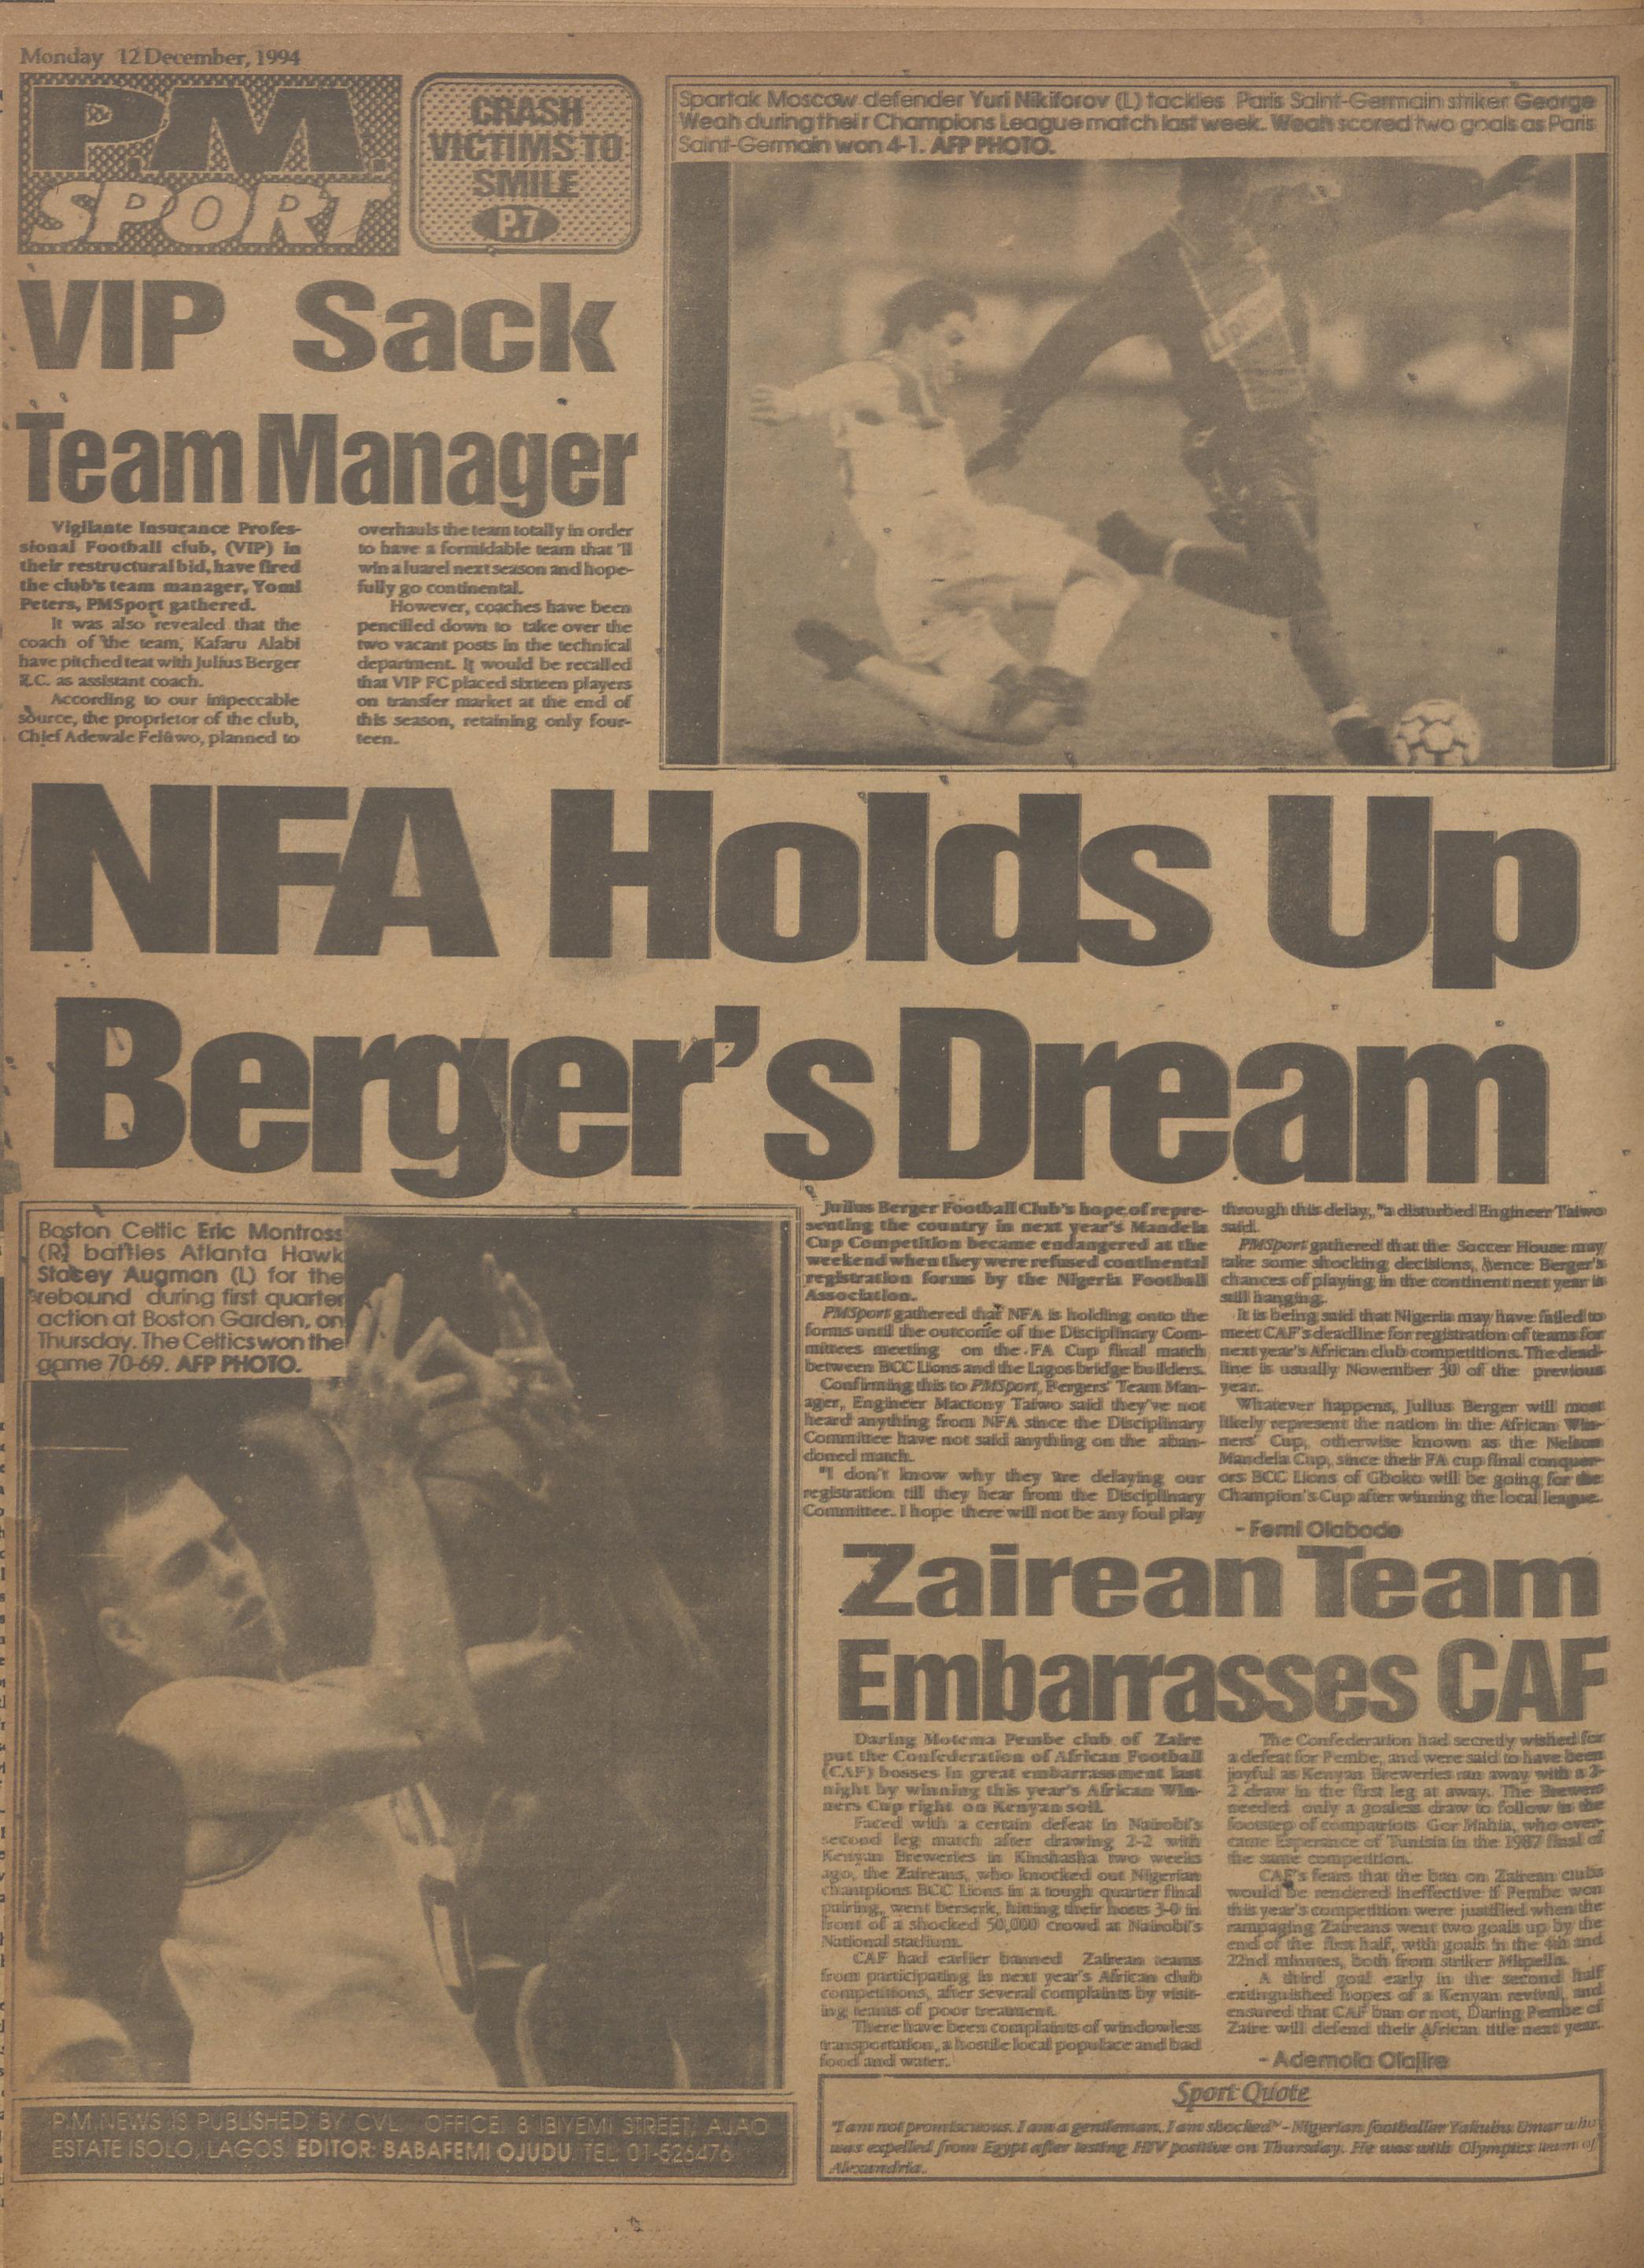 Monday 12 December, 1994
P.M.
SPORT
CRASH
VICTIMS TO
SMILE
P.7
Spartak Moscow defender Yuri Nikiforov (L) tackles Paris Saint-Germain striker George
Weah during their Champions League match last week. Weah scored two goals as Paris
Saint-Germain won 4-1. AFP PHOTO.
VIP Sack
Team Manager
Vigilante Insurance Profes-
sional Football club, (VIP) in
their restructural bid, have fired
the club's team manager, Yomi
Peters, PMSport gathered.
It was also revealed that the
coach of the team, Kafaru Alabi
have pitched teat with Julius Berger
F.C. as assistant coach.
According to our impeccable
source, the proprietor of the club,
Chief Adewale Feluwo, planned to
overhauls the team totally in order
to have a formidable team that 'll
win a luarel next season and hope-
fully go continental.
However, coaches have been
pencilled down to take over the
two vacant posts in the technical
department. It would be recalled
that VIP FC placed sixteen players
on transfer market at the end of
this season, retaining only four-
teen.
NFA Holds Up
Berger's Dream
Boston Celtic Eric Montross
(R) battles Atlanta Hawk
Stacey Augmon (L) for the
rebound during first quarter
action at Boston Garden, on
Thursday. The Celtics won the
game 70-69. AFP PHOTO.
Julius Berger Football Club's hope of repre-
senting the country in next year's Mandela
Cup Competition became endangered at the
weekend when they were refused continental
registration forms by the Nigeria Football
Association.
PMSport gathered that NFA is holding onto the
forms until the outcome of the Disciplinary Com-
mittees meeting on the FA Cup final match
between BCC Lions and the Lagos bridge builders.
Confirming this to PMSport, Bergers' Team Man-
ager, Engineer Mactony Taiwo said they've not
heard anything from NFA since the Disciplinary
Committee have not said anything on the aban-
doned match.
"I don't know why they are delaying our
registration till they hear from the Disciplinary
Committee. I hope there will not be any foul play
through this delay, "a disturbed Engineer Taiwo
said.
PMSport gathered that the Soccer House may
take some shocking decisions, hence Berger's
chances of playing in the continent next year is
still hanging.
It is being said that Nigeria may have failed to
meet CAF's deadline for registration of teams for
next year's African club competitions. The dead-
line is usually November 30 of the previous
year.
Whatever happens, Julius Berger will most
likely represent the nation in the African Win-
ners' Cup, otherwise known as the Nelson
Mandela Cup, since their FA cup final conquer-
ors BCC Lions of Gboko will be going for the
Champion's Cup after winning the local league.
- Femi Olabode
Zairean Team
Embarrasses CAF
Daring Motema Pembe club of Zaire
put the Confederation of African Football
(CAF) bosses in great embarrassment last
night by winning this year's African Win-
ners Cup right on Kenyan soil.
Faced with a certain defeat in Nairobi's
second leg match after drawing 2-2 with
Kenyan Breweries in Kinshasha two weeks
ago, the Zaireans, who knocked out Nigerian
champions BCC Lions in a tough quarter final
pairing, went berserk, hitting their hosts 3-0 in
front of a shocked 50,000 crowd at Nairobi's
National stadium.
CAF had earlier banned Zairean teams
from participating in next year's African club
competitions, after several complaints by visit-
ing teams of poor treatment.
There have been complaints of windowless
transportation, a hostile local populace and bad
food and water.
The Confederation had secretly wished for
a defeat for Pembe, and were said to have been
joyful as Kenyan Breweries ran away with a 2-
2 draw in the first leg at away. The Brewers
needed only a goaless draw to follow in the
footstep of compatriots Gor Mahia, who over-
came Esperance of Tunisia in the 1987 final of
the same competition.
CAF's fears that the ban on Zairean clubs
would be rendered ineffective if Pembe won
this year's competition were justified when the
rampaging Zaireans went two goals up by the
end of the first half, with goals in the 4th and
22nd minutes, both from striker
A third goal early in the second half
extinguished hopes of a Kenyan revival, and
ensured that CAF ban or not, Daring Pembe of
Zaire will defend their African title next year.
- Ademola Olajire
Sport Quote
"I am not promiscuous. I am a gentleman. I am shocked" - Nigerian footballer Yakubu Umar who
was expelled from Egypt after testing HIV positive on Thursday. He was with Olympics team of
Alexandria.
P.M.NEWS IS PUBLISHED BY CVL. OFFICE: 8 IBIYEMI STREET, AJAO
ESTATE ISOLO, LAGOS. EDITOR: BABAFEMI OJUDU. TEL: 01-526476